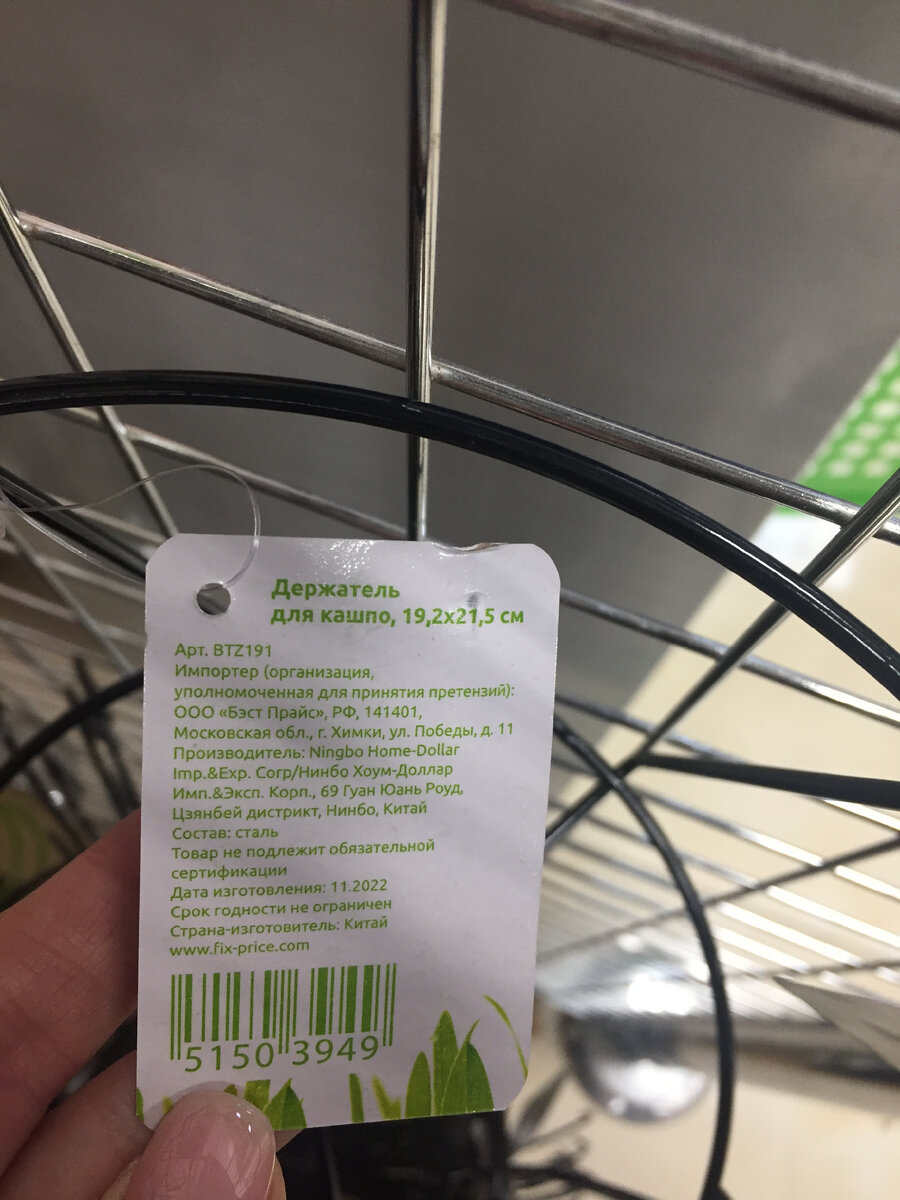 Держатель
для кашпо, 19,2х21,5 см
Арт. BTZ191
Импортер (организация,
уполномоченная для принятия претензий):
ООО «Бэст Прайс», РФ, 141401,
Московская обл., г. Химки, ул. Победы, д. 11
Производитель: Ningbo Home-Dollar
Imp.&Exp. Corp/Нинбо Хоум-Доллар
Имп.&Эксп. Корп., 69 Гуан Юань Роуд,
Цзянбей дистрикт, Нинбо, Китай
Состав: сталь
Товар не подлежит обязательной
сертификации
Дата изготовления: 11.2022
Срок годности не ограничен
Страна-изготовитель: Китай
www.fix-price.com
5150 3949